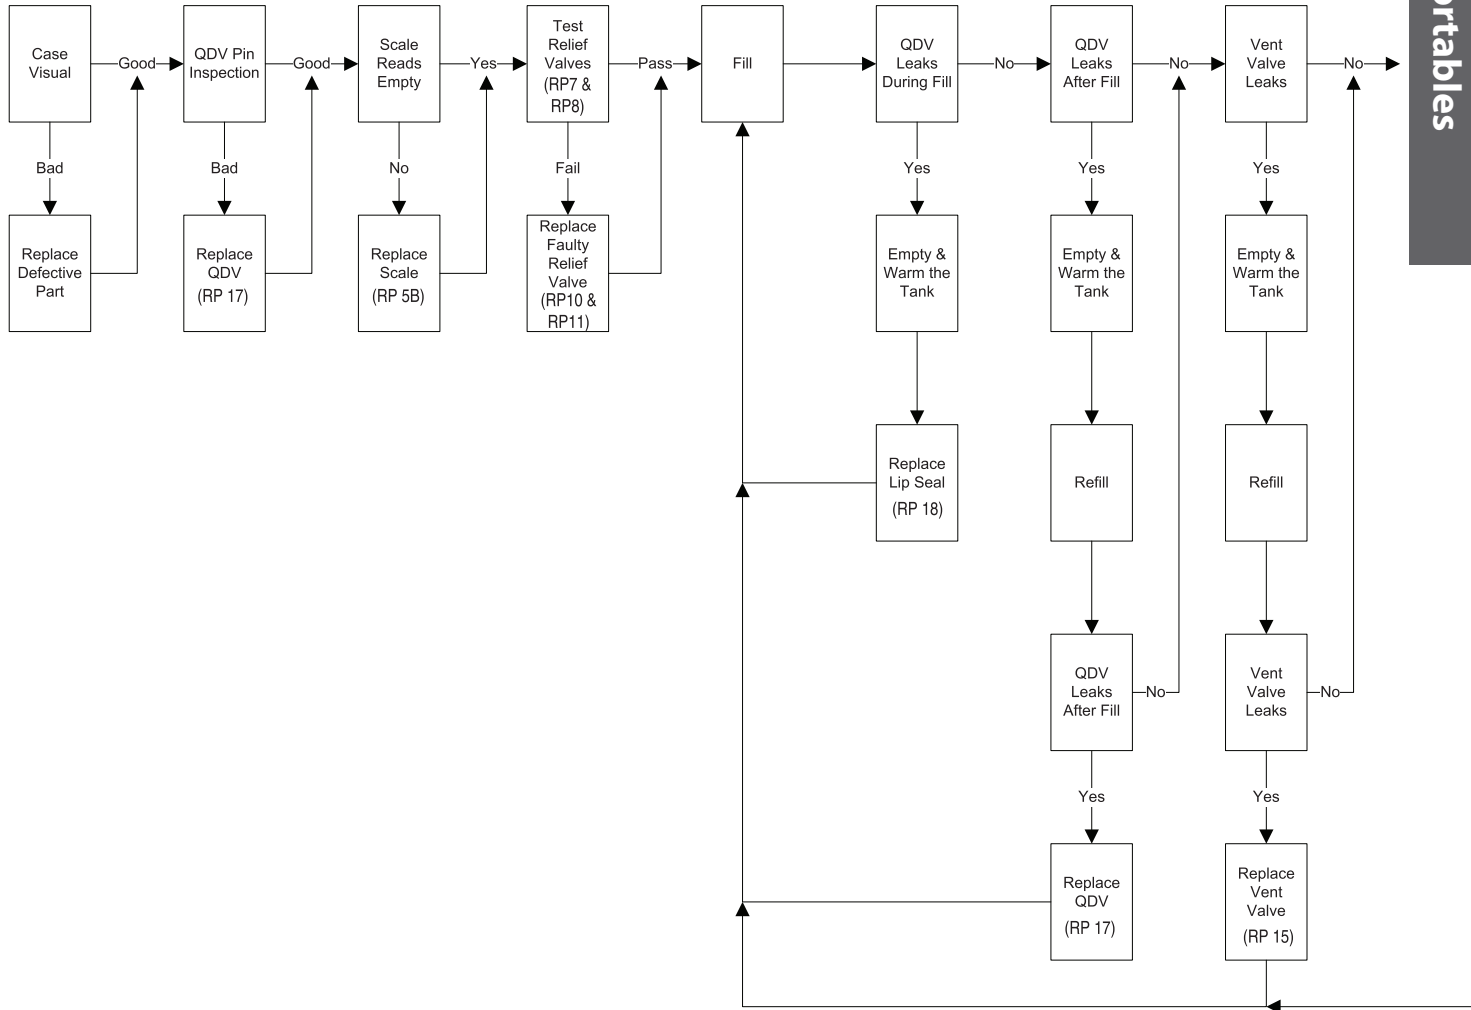 Case
Visual
Good
QDV Pin
Inspection
Good
Scale
Reads
Empty
Yes
Test
Relief
Valves
(RP7 &
RP8)
Pass
Fill
QDV
Leaks
During Fill
No
QDV
Leaks
After Fill
No
Vent
Valve
Leaks
No
ortables
Bad
Bad
No
Fail
Yes
Yes
Yes
Replace
Defective
Part
Replace
QDV
(RP 17)
Replace
Scale
(RP 5B)
Replace
Faulty
Relief
Valve
(RP10 &
RP11)
Empty &
Warm the
Tank
Empty &
Warm the
Tank
Empty &
Warm the
Tank
Replace
Lip Seal
(RP 18)
Refill
Refill
QDV
Leaks
After Fill
No
Vent
Valve
Leaks
No
Yes
Yes
Replace
QDV
(RP 17)
Replace
Vent
Valve
(RP 15)